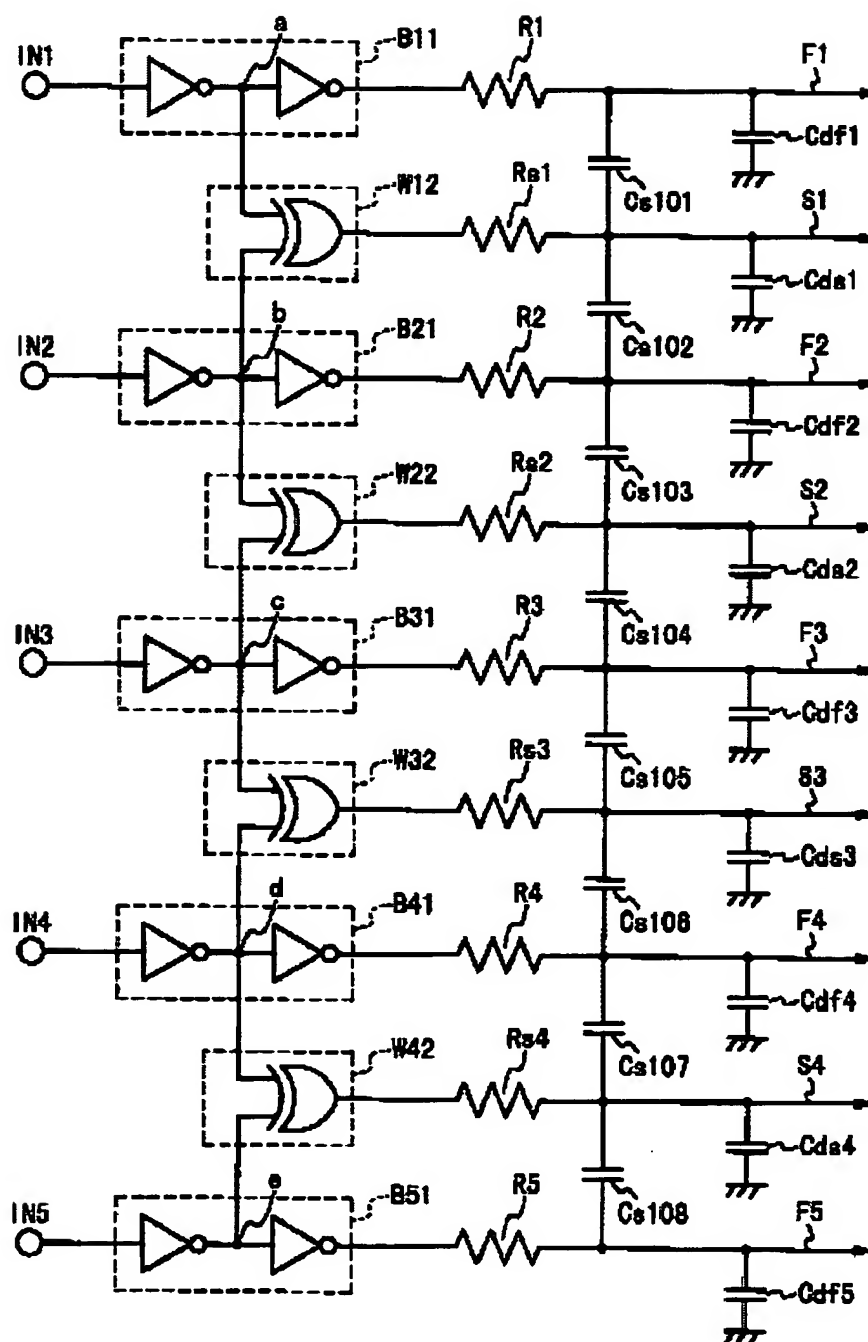 a
B11
R1
F1
IN1
Cdf1
W12
Rs1
Cs101
S1
Cds1
b
B21
R2
Cs102
F2
IN2
Cdf2
W22
Rs2
Cs103
S2
Cds2
c
B31
R3
Cs104
F3
IN3
Cdf3
W32
Rs3
Cs105
S3
Cds3
d
B41
R4
Cs106
F4
IN4
Cdf4
W42
Rs4
Cs107
S4
Cds4
e
B51
R5
Cs108
F5
IN5
Cdf5